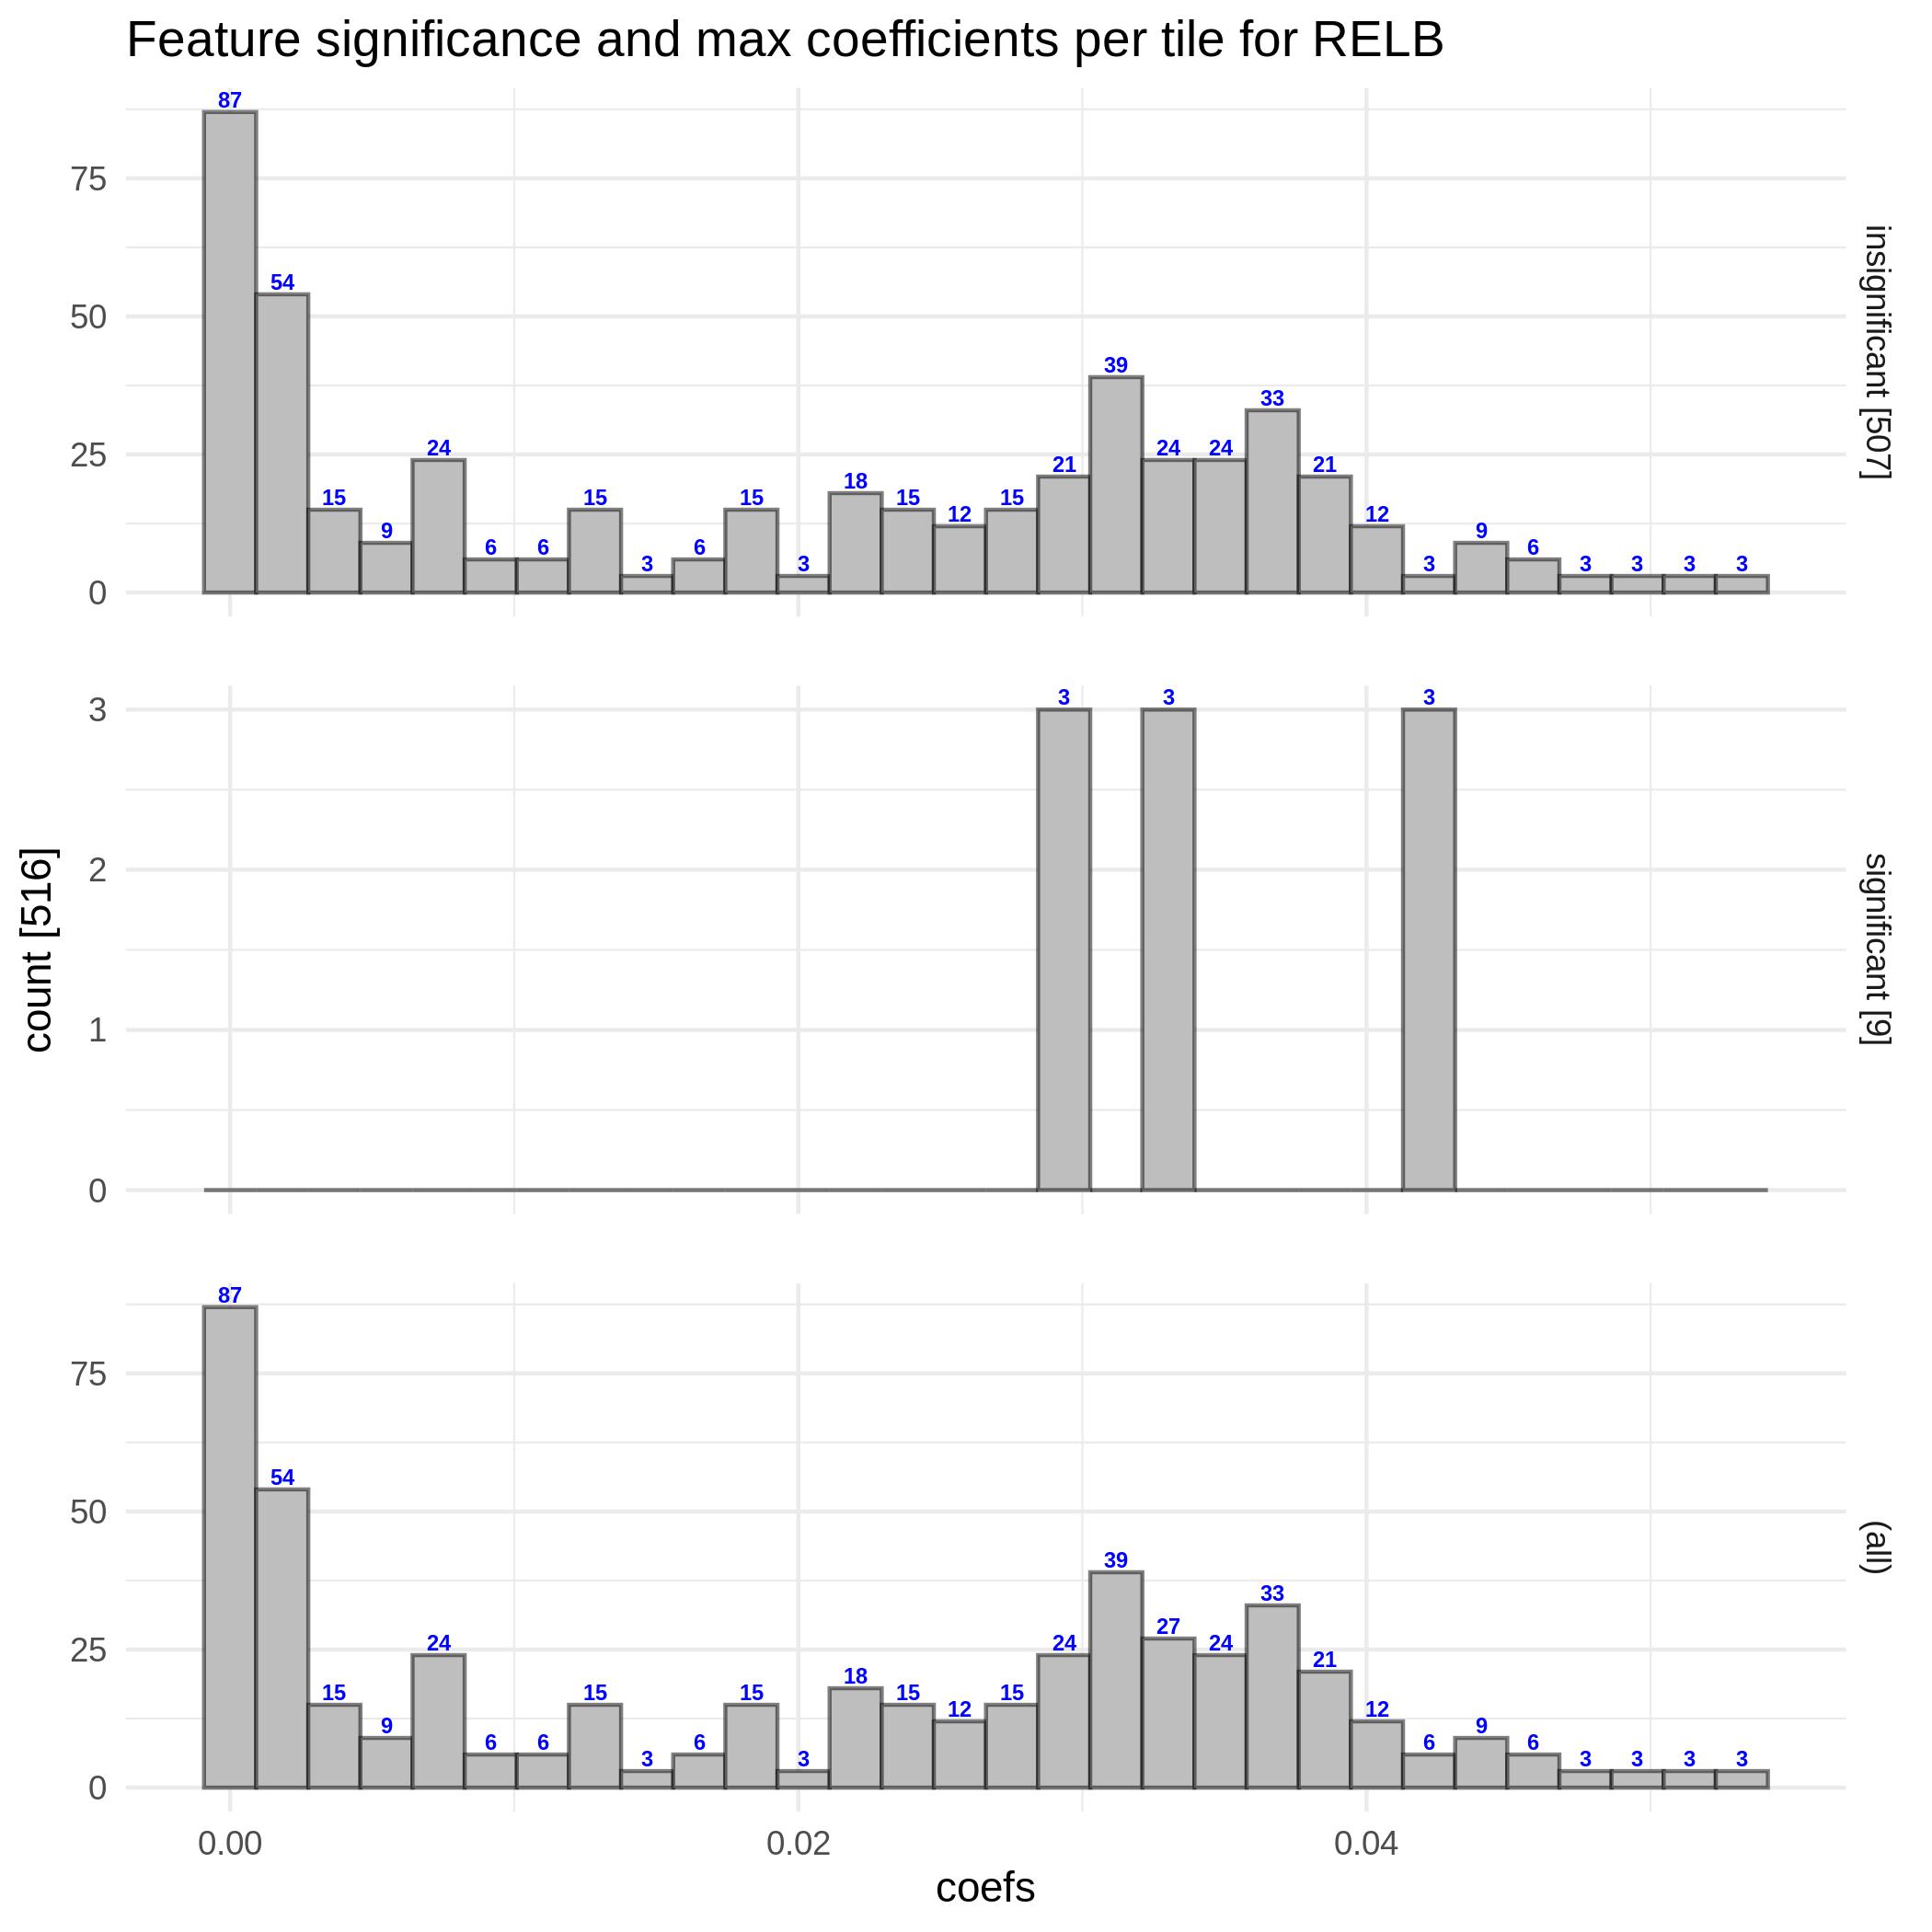 Feature significance and max coefficients per tile for RELB
count [516]
75
50
25
0
87 54 15 9 24 6 6 15 3 6 15 3 18 15 12 15 21 39 24 24 33 21 12 3 9 6 3 3 3 3
insignificant [507]
3
2
1
0
3 3 3
significant [9]
75
50
25
0
87 54 15 9 24 6 6 15 3 6 15 3 18 15 12 15 24 39 27 24 33 21 12 6 9 6 3 3 3 3
(all)
0.00 0.02 0.04
coefs